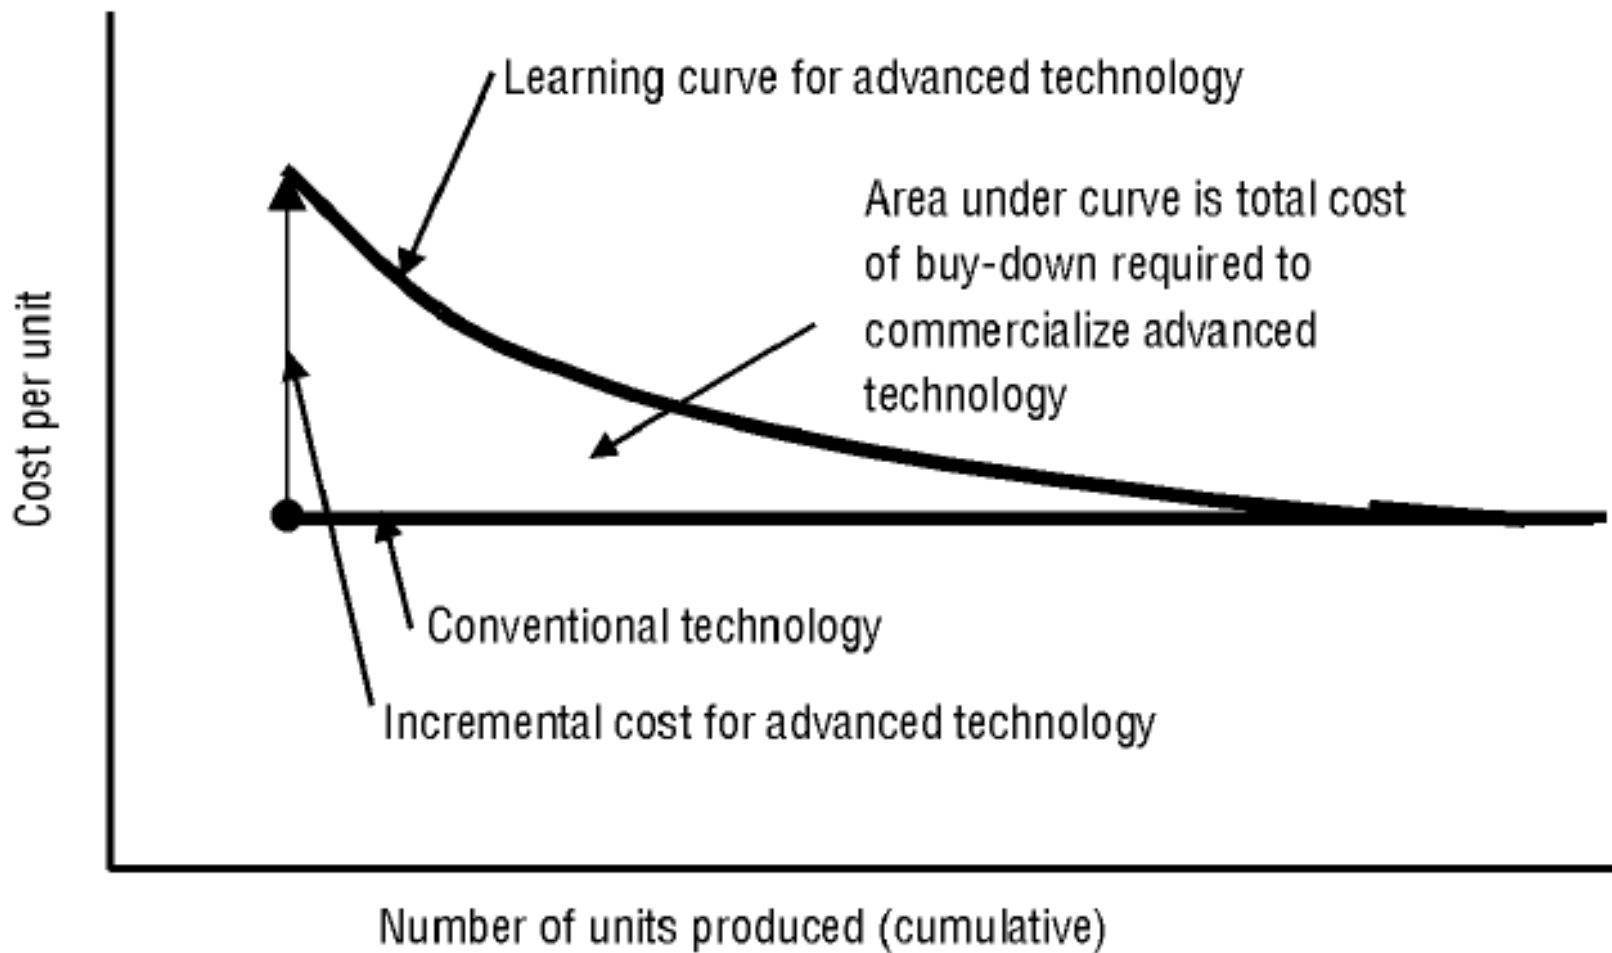 Learning curve for advanced technology
Area under curve is total cost
of buy-down required to
commercialize advanced
technology
Cost per unit
Conventional technology
Incremental cost for advanced technology
Number of units produced (cumulative)